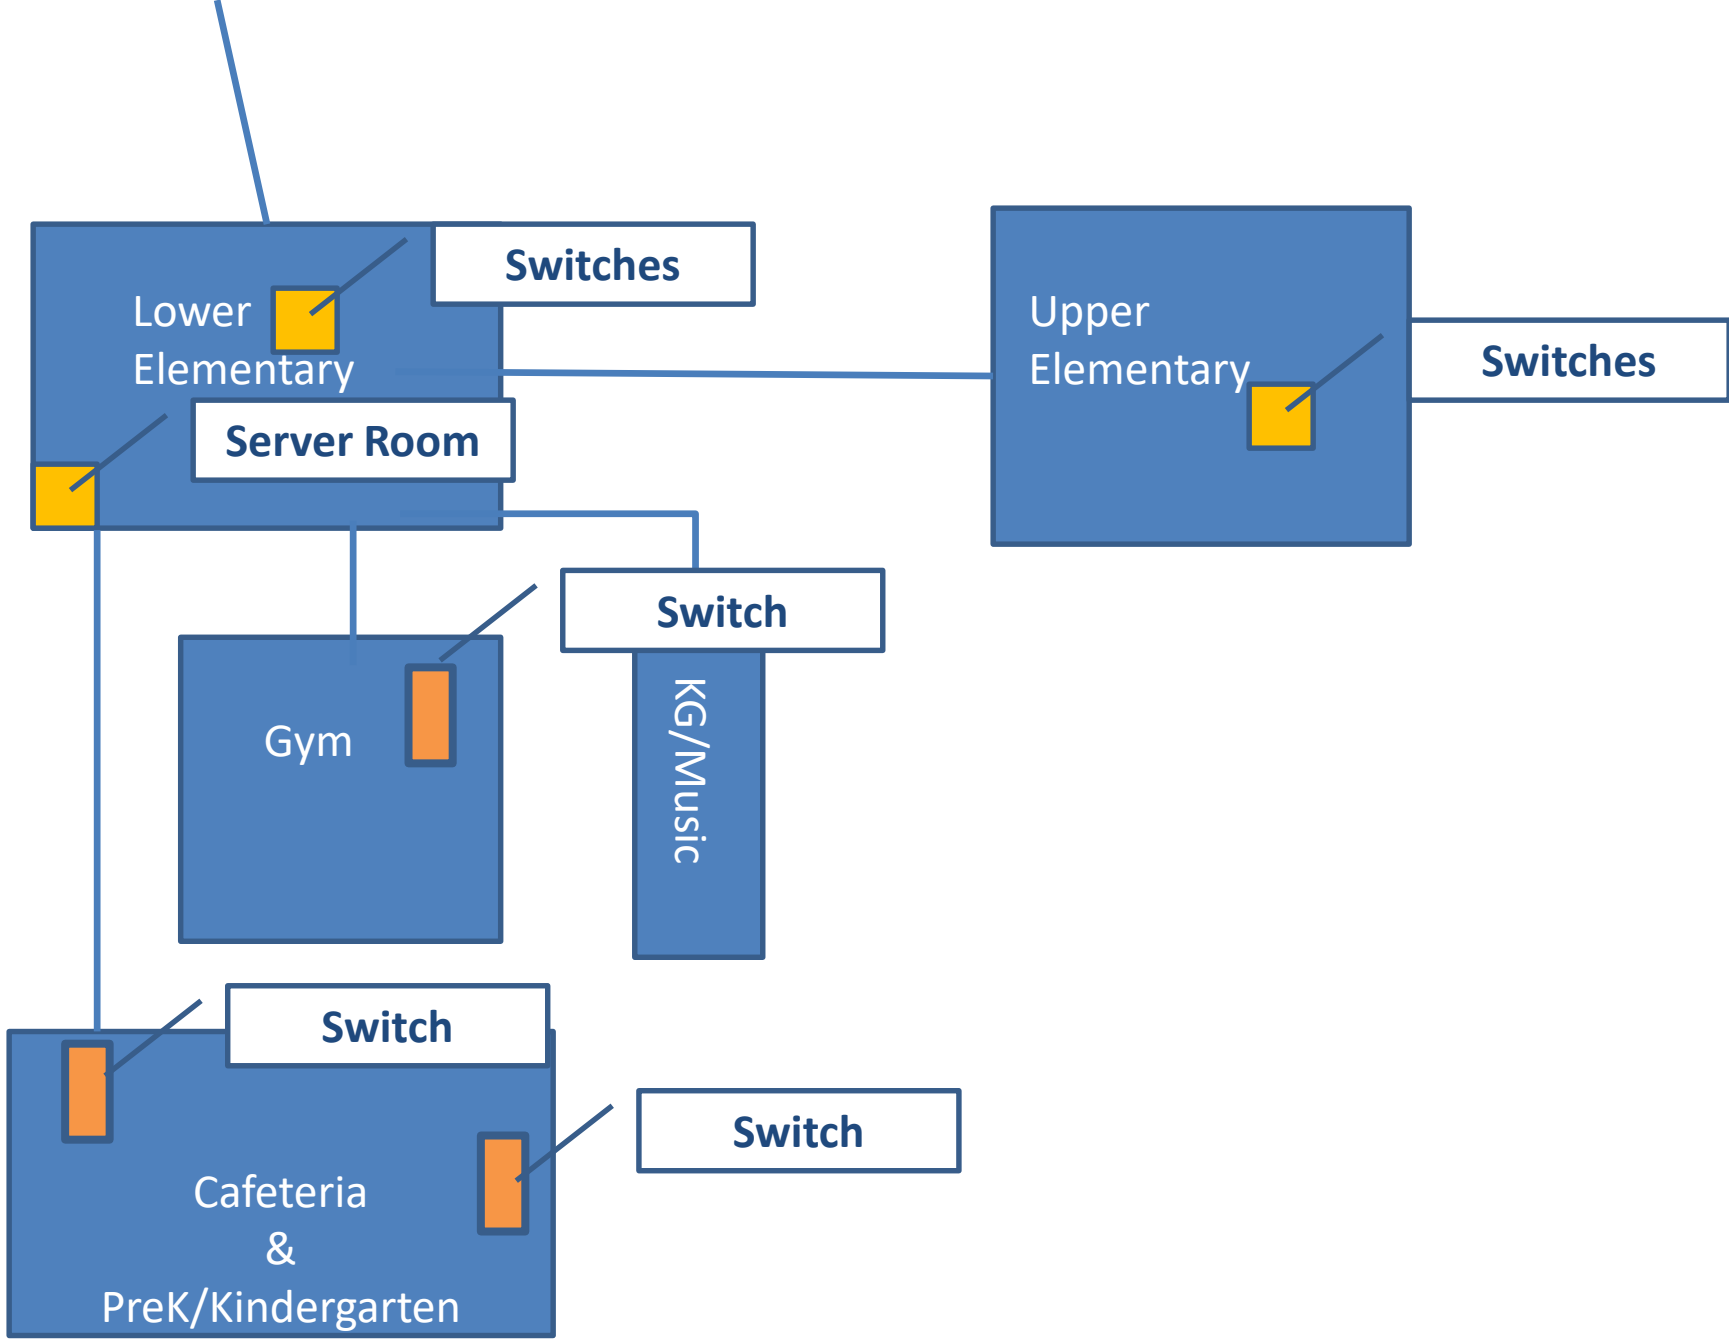 Switches
Lower
Elementary
Server Room
Upper
Elementary
Switches
Switch
Gym
KG/Music
Switch
Switch
Cafeteria
&
PreK/Kindergarten